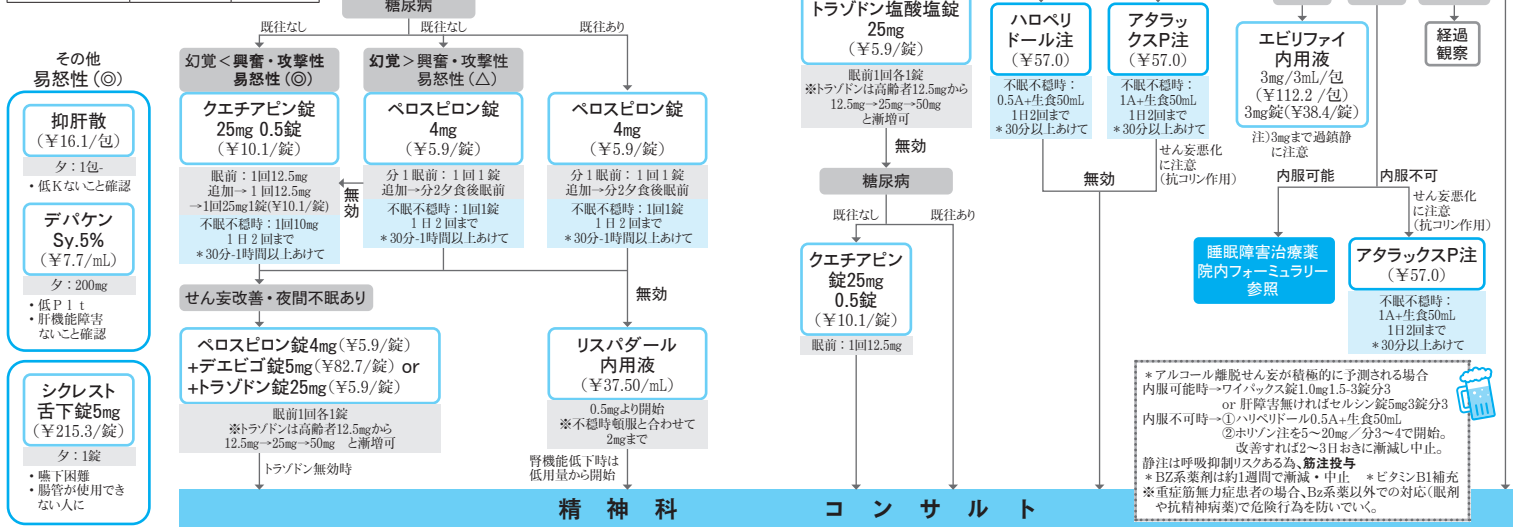 糖尿病
既往なし
既往なし
既往あり
その他
易怒性（◎）
抑肝散
（¥16.1/包）
夕：1包-
・低Kないこと確認
デパケン
Sy.5%
（¥7.7/mL）
夕：200mg
・低Ｐｌｔ
・肝機能障害
ないこと確認
シクレスト
舌下錠5mg
（¥215.3/錠）
夕：1錠
・嚥下困難
・腸管が使用でき
ない人に
幻覚＜興奮・攻撃性
易怒性（◎）
クエチアピン錠
25mg 0.5錠
（¥10.1/錠）
眠前：1回12.5mg
追加→１回12.5mg
→1回25mg1錠(¥10.1/錠)
不眠不穏時：1回10mg
１日２回まで
＊30分-1時間以上あけて
幻覚＞興奮・攻撃性
易怒性（△）
ペロスピロン錠
4mg
（¥5.9/錠）
分１眠前：１回１錠
追加→分2夕食後眠前
不眠不穏時：1回1錠
１日２回まで
＊30分-1時間以上あけて
無効
ペロスピロン錠
4mg
（¥5.9/錠）
分１眠前：１回１錠
追加→分2夕食後眠前
不眠不穏時：1回1錠
１日２回まで
＊30分-1時間以上あけて
せん妄改善・夜間不眠あり
ペロスピロン錠4mg（¥5.9/錠）
+デエビゴ錠5mg（¥82.7/錠） or
+トラゾドン錠25mg（¥5.9/錠）
眠前1回各1錠
※トラゾドンは高齢者12.5mgから
12.5mg→25mg→50mg　と漸増可
トラゾドン無効時
無効
リスパダール
内用液
（¥37.50/mL）
0.5mgより開始
※不穏時頓服と合わせて
2mgまで
腎機能低下時は
低用量から開始
トラゾドン塩酸塩錠
25mg
（¥5.9/錠）
眠前1回各1錠
※トラゾドンは高齢者12.5mgから
12.5mg→25mg→50mg
と漸増可
無効
糖尿病
既往なし
既往あり
クエチアピン
錠25mg
0.5錠
（¥10.1/錠）
眠前：1回12.5mg
ハロペリ
ドール注
（¥57.0）
不眠不穏時：
0.5A+生食50mL
1日2回まで
＊30分以上あけて
アタラッ
クスP注
（¥57.0）
不眠不穏時：
1A+生食50mL
1日2回まで
＊30分以上あけて
せん妄悪化
に注意
（抗コリン作用）
無効
エビリファイ
内用液
3mg/3mL/包
（¥112.2 /包）
3mg錠（¥38.4/錠）
注）3mgまで過鎮静
に注意
経過
観察
内服可能
内服不可
せん妄悪化
に注意
（抗コリン作用）
睡眠障害治療薬
院内フォーミュラリー
参照
アタラックスP注
（¥57.0）
不眠不穏時：
1A+生食50mL
1日2回まで
＊30分以上あけて
＊アルコール離脱せん妄が積極的に予測される場合
内服可能時→ワイパックス錠1.0mg1.5-3錠分3
or 肝障害無ければセルシン錠5mg3錠分3
内服不可時→①ハリペリドール0.5A+生食50mL
②ホリゾン注を5～20mg／分3～4で開始。
改善すれば2～3日おきに漸減し中止。
静注は呼吸抑制リスクある為、筋注投与
＊BZ系薬剤は約1週間で漸減・中止　＊ビタミンB1補充
※重症筋無力症患者の場合、Bz系薬以外での対応（眠剤
や抗精神病薬）で危険行為を防いでいく。
精神科　コンサルト